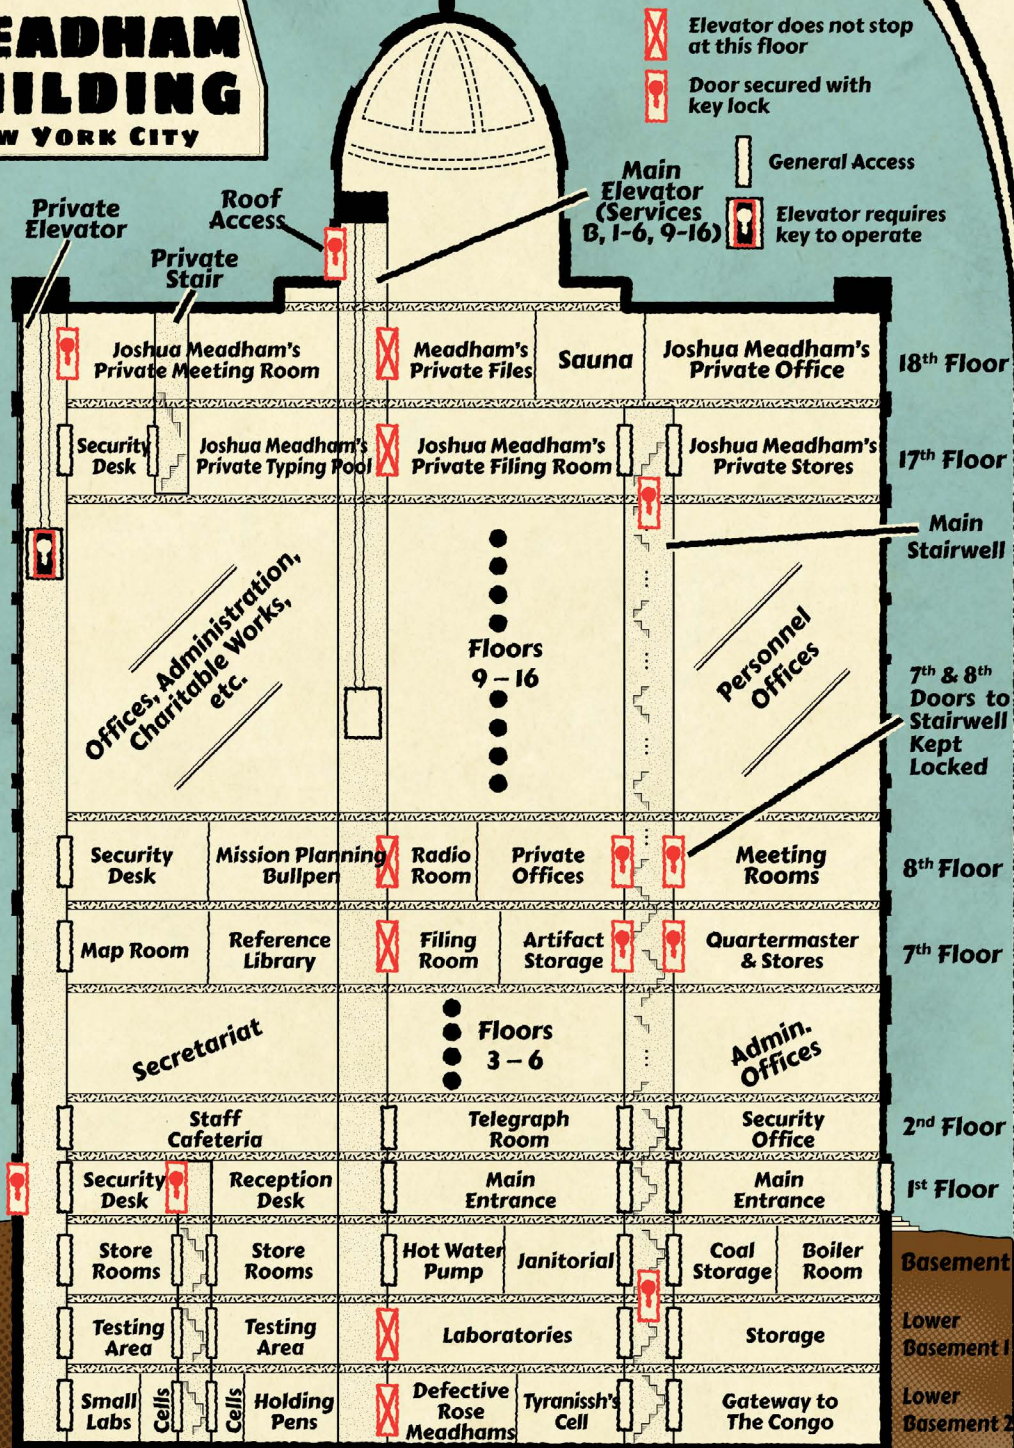 EADHAM
ILDING
W YORK CITY
Elevator does not stop
at this floor
Door secured with
key lock
General Access
Elevator requires
key to operate
Main
Elevator
(Services
B, 1-6, 9-16)
Roof
Access
Private
Elevator
Private
Stair
Joshua Meadham's
Private Meeting Room
Meadham's
Private Files
Sauna
Joshua Meadham's
Private Office
18th Floor
Security
Desk
Joshua Meadham's
Private Typing Pool
Joshua Meadham's
Private Filing Room
Joshua Meadham's
Private Stores
17th Floor
Main
Stairwell
Offices, Administration,
Charitable Works,
etc.
Floors
9 – 16
Personnel
Offices
7th & 8th
Doors to
Stairwell
Kept
Locked
Security
Desk
Mission Planning
Bullpen
Radio
Room
Private
Offices
Meeting
Rooms
8th Floor
Map Room
Reference
Library
Filing
Room
Artifact
Storage
Quartermaster
& Stores
7th Floor
Secretariat
Floors
3 – 6
Admin.
Offices
Staff
Cafeteria
Telegraph
Room
Security
Office
2nd Floor
Security
Desk
Reception
Desk
Main
Entrance
Main
Entrance
1st Floor
Store
Rooms
Store
Rooms
Hot Water
Pump
Janitorial
Coal
Storage
Boiler
Room
Basement
Testing
Area
Testing
Area
Laboratories
Storage
Lower
Basement 1
Small
Labs
Cells
Cells
Holding
Pens
Defective
Rose
Meadhams
Tyranissh's
Cell
Gateway to
The Congo
Lower
Basement 2